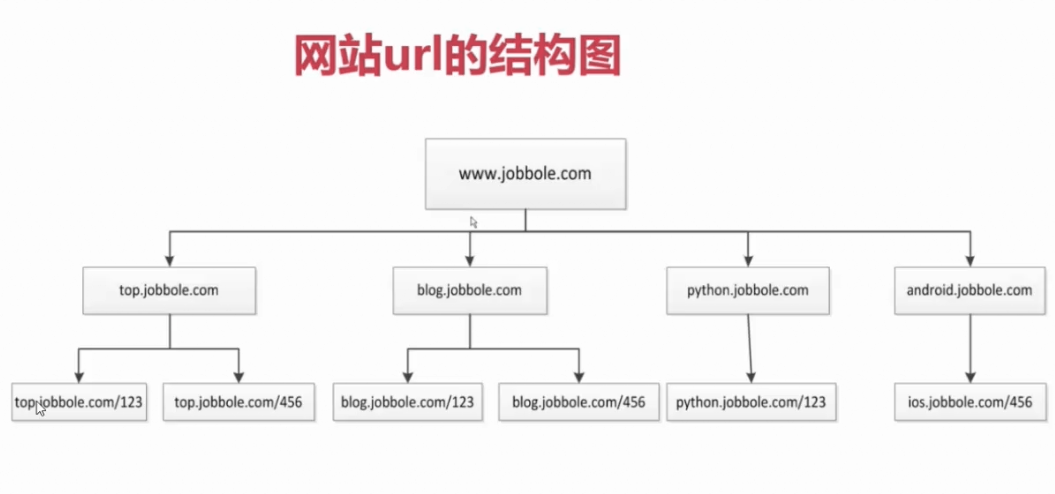 网站url的结构图
www.jobbole.com
top.jobbole.com
blog.jobbole.com
python.jobbole.com
android.jobbole.com
top.jobbole.com/123
top.jobbole.com/456
blog.jobbole.com/123
blog.jobbole.com/456
python.jobbole.com/123
ios.jobbole.com/456